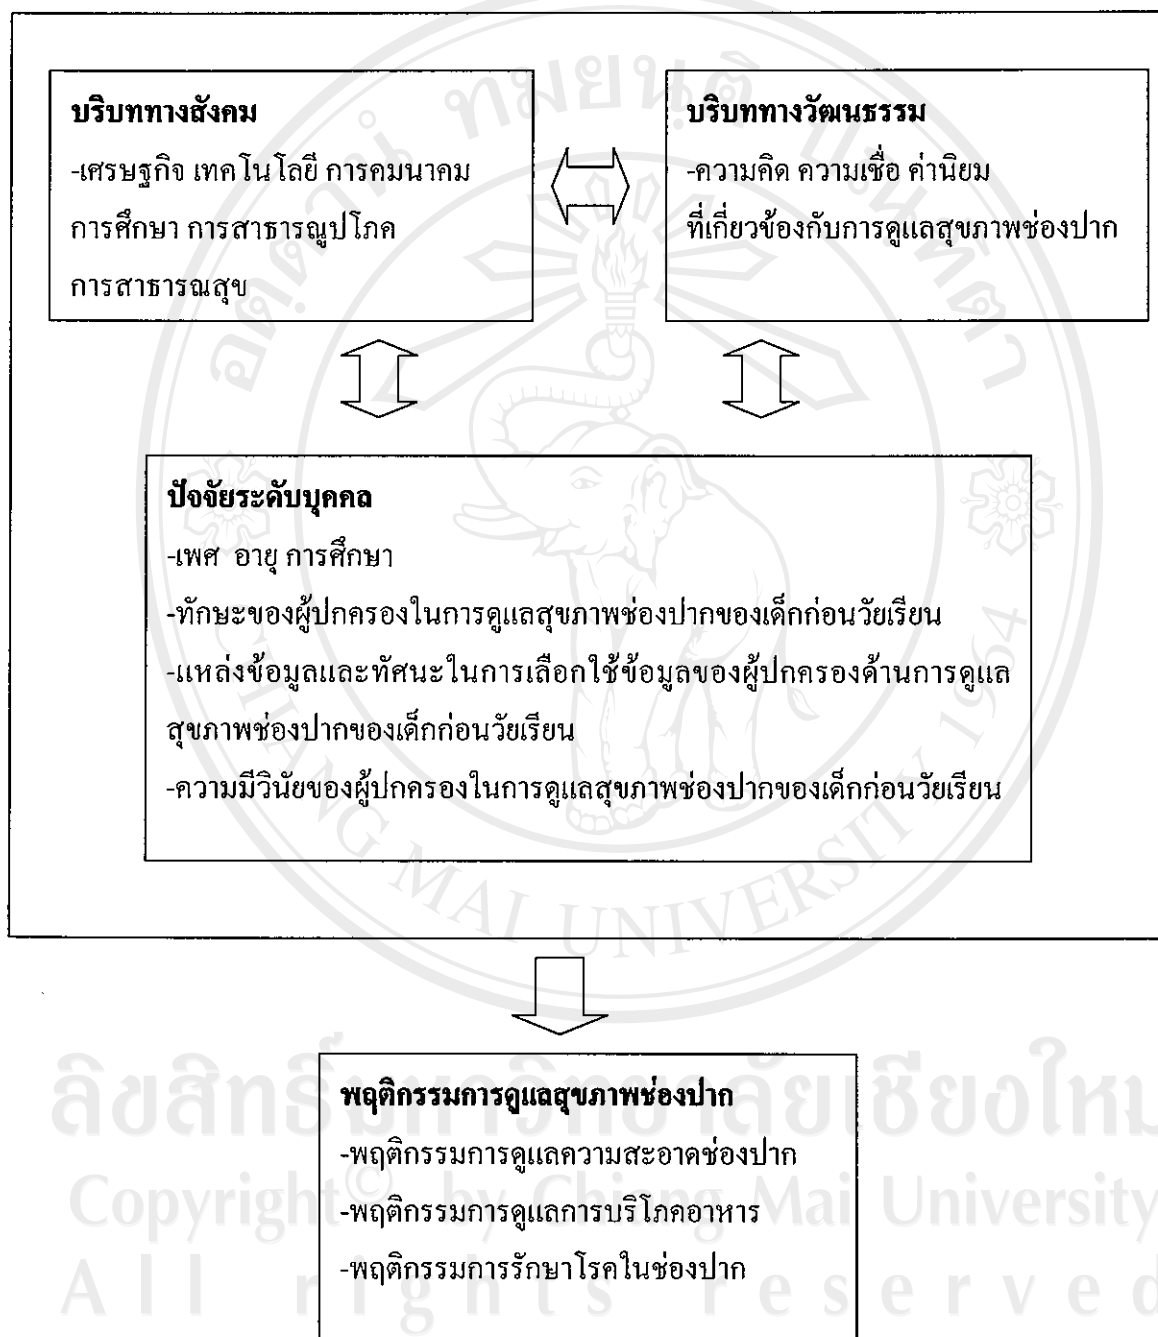 บริบททางสังคม
-เศรษฐกิจ เทคโนโลยี การคมนาคม
การศึกษา การสาธารณูปโภค
การสาธารณสุข
บริบททางวัฒนธรรม
-ความคิด ความเชื่อ ค่านิยม
ที่เกี่ยวข้องกับการดูแลสุขภาพช่องปาก
ปัจจัยระดับบุคคล
-เพศ อายุ การศึกษา
-ทักษะของผู้ปกครองในการดูแลสุขภาพช่องปากของเด็กก่อนวัยเรียน
-แหล่งข้อมูลและทัศนะในการเลือกใช้ข้อมูลของผู้ปกครองด้านการดูแล
สุขภาพช่องปากของเด็กก่อนวัยเรียน
-ความมีวินัยของผู้ปกครองในการดูแลสุขภาพช่องปากของเด็กก่อนวัยเรียน
พฤติกรรมการดูแลสุขภาพช่องปาก
-พฤติกรรมการดูแลความสะอาดช่องปาก
-พฤติกรรมการดูแลการบริโภคอาหาร
-พฤติกรรมการรักษาโรคในช่องปาก
อตฺตานํ ทมยนฺติ ปณฺฑิตา
CHIANG MAI UNIVERSITY 1964
ลิขสิทธิ์มหาวิทยาลัยเชียงใหม
Copyright© by Chiang Mai University
All rights reserved